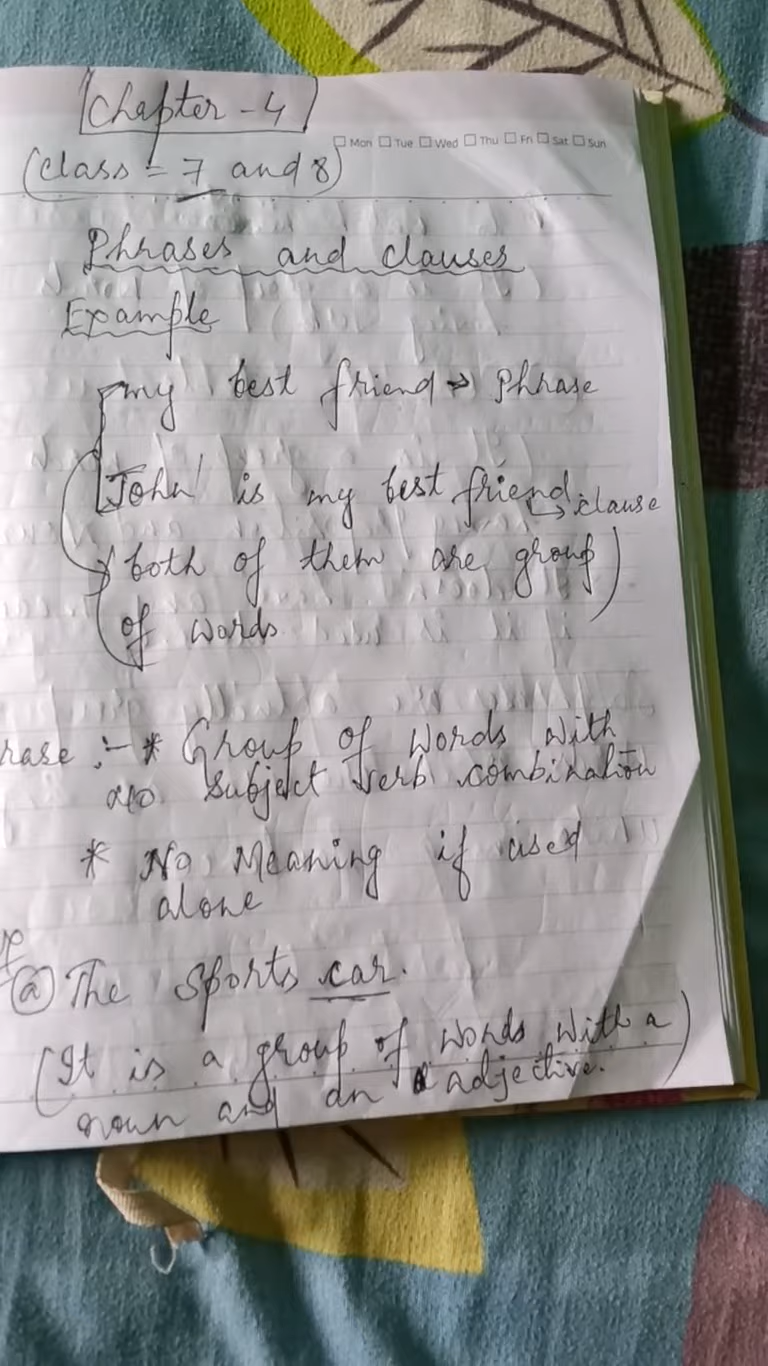 Chapter - 4
Mon Tue Wed Thu Fri Sat Sun
(class = 7 and 8)
Phrases and clauses
Example
my best friend → Phrase
John is my best friend → clause
(both of them are group
of words)
rase :- * Group of words with
no subject verb combination
* No Meaning if used
alone
(a) The sports car.
(It is a group of words with a
noun and an adjective.)